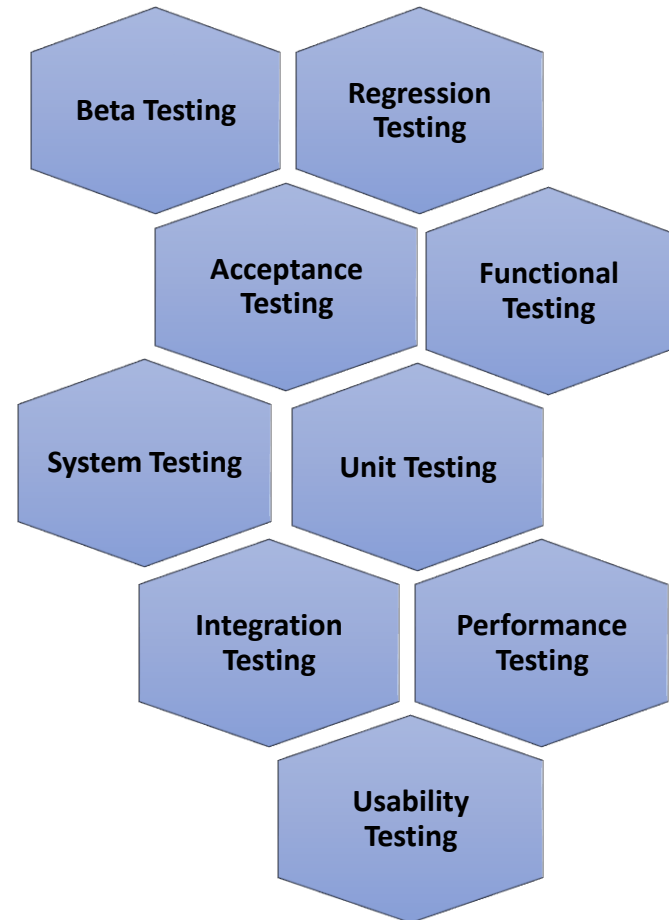 Beta Testing
Regression
Testing
Acceptance
Testing
Functional
Testing
System Testing
Unit Testing
Integration
Testing
Performance
Testing
Usability
Testing